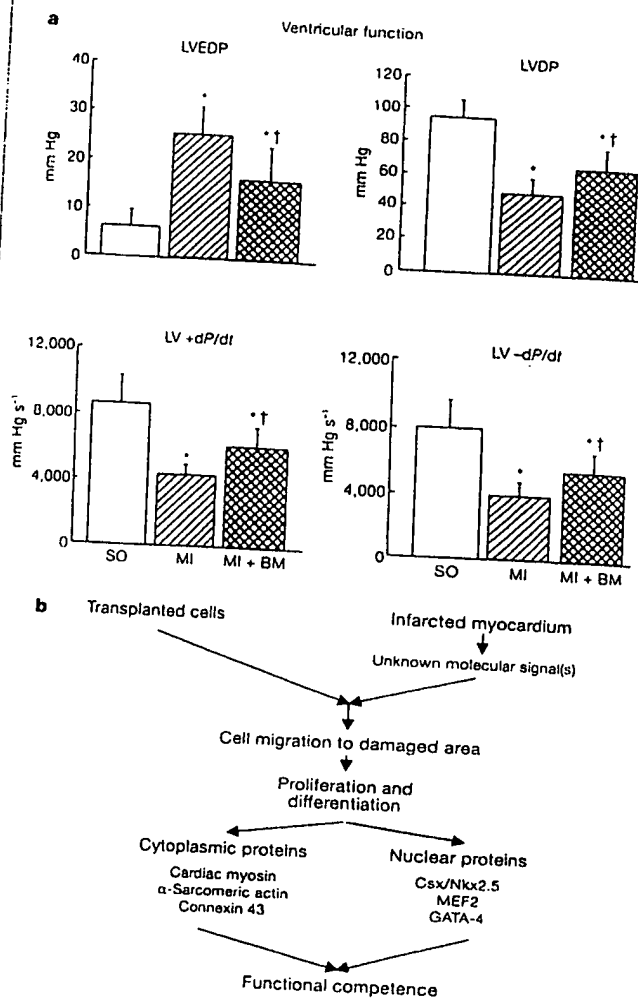 a
Ventricular function
LVEDP
40
30
20
10
0
mm Hg
*
* †
LVDP
120
100
80
60
40
20
0
mm Hg
*
* †
LV +dP/dt
12,000
8,000
4,000
0
mm Hg s⁻¹
*
* †
SO MI MI + BM
LV –dP/dt
12,000
8,000
4,000
0
mm Hg s⁻¹
*
* †
SO MI MI + BM
b
Transplanted cells
Infarcted myocardium
Unknown molecular signal(s)
Cell migration to damaged area
Proliferation and
differentiation
Cytoplasmic proteins
Cardiac myosin
α-Sarcomeric actin
Connexin 43
Nuclear proteins
Csx/Nkx2.5
MEF2
GATA-4
Functional competence